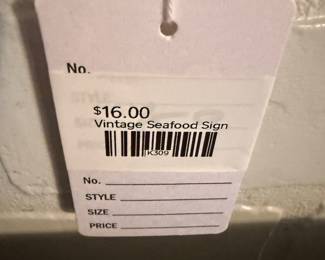 No.
$16.00
Vintage Seafood Sign
K309
No.
STYLE
SIZE
PRICE